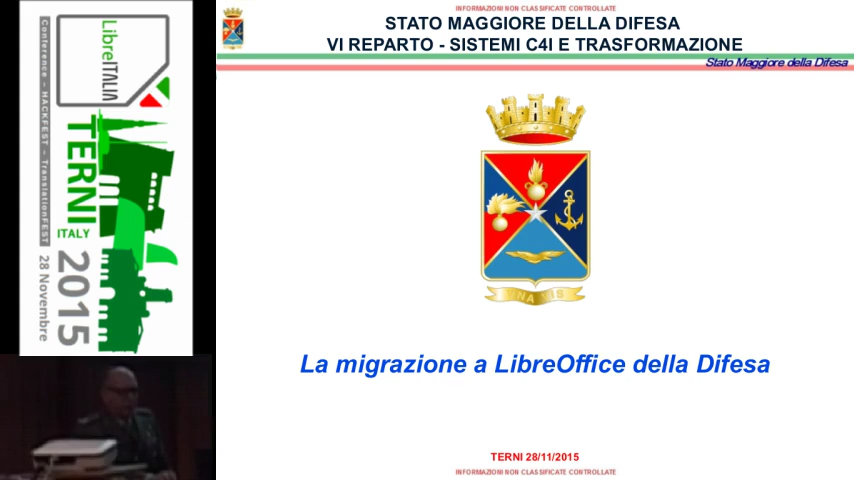 LibreITALIA
Conference – HACKFEST – TranslationFEST
TERNI
ITALY
2015
28 Novembre
INFORMAZIONI NON CLASSIFICATE CONTROLLATE
STATO MAGGIORE DELLA DIFESA
VI REPARTO - SISTEMI C4I E TRASFORMAZIONE
Stato Maggiore della Difesa
La migrazione a LibreOffice della Difesa
TERNI 28/11/2015
INFORMAZIONI NON CLASSIFICATE CONTROLLATE